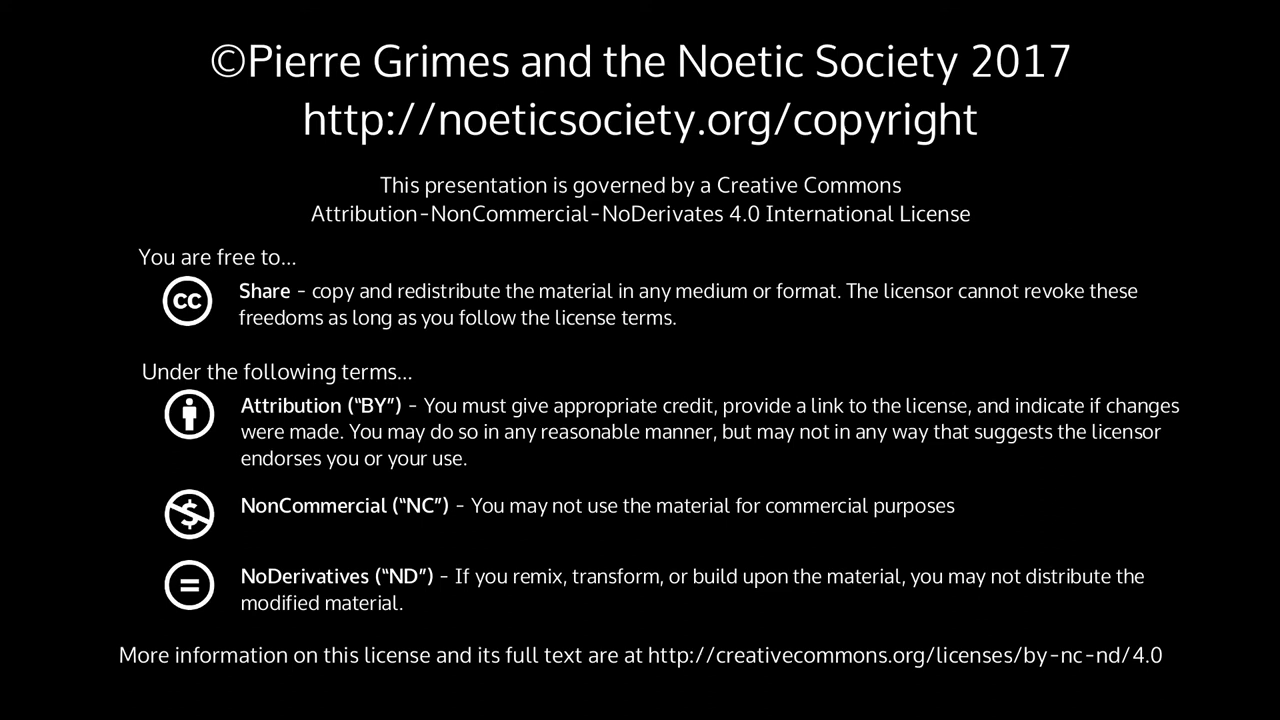 ©Pierre Grimes and the Noetic Society 2017
http://noeticsociety.org/copyright
This presentation is governed by a Creative Commons
Attribution-NonCommercial-NoDerivates 4.0 International License
You are free to...
cc
Share - copy and redistribute the material in any medium or format. The licensor cannot revoke these
freedoms as long as you follow the license terms.
Under the following terms...
Attribution (“BY”) - You must give appropriate credit, provide a link to the license, and indicate if changes
were made. You may do so in any reasonable manner, but may not in any way that suggests the licensor
endorses you or your use.
$
NonCommercial (“NC”) - You may not use the material for commercial purposes
=
NoDerivatives (“ND”) - If you remix, transform, or build upon the material, you may not distribute the
modified material.
More information on this license and its full text are at http://creativecommons.org/licenses/by-nc-nd/4.0